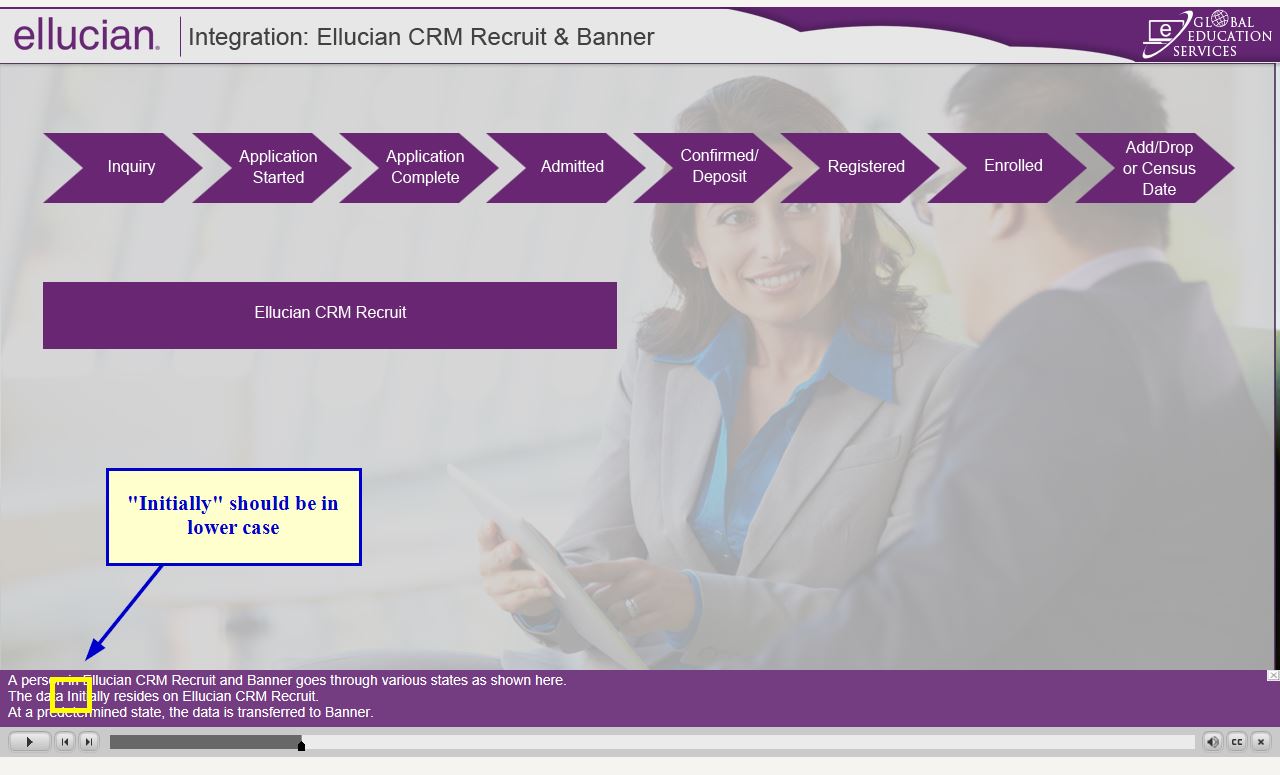 ellucian.
Integration: Ellucian CRM Recruit & Banner
e
GLOBAL
EDUCATION
SERVICES
Inquiry
Application
Started
Application
Complete
Admitted
Confirmed/
Deposit
Registered
Enrolled
Add/Drop
or Census
Date
Ellucian CRM Recruit
"Initially" should be in
lower case
A person in Ellucian CRM Recruit and Banner goes through various states as shown here.
The data Initially resides on Ellucian CRM Recruit.
At a predetermined state, the data is transferred to Banner.
CC